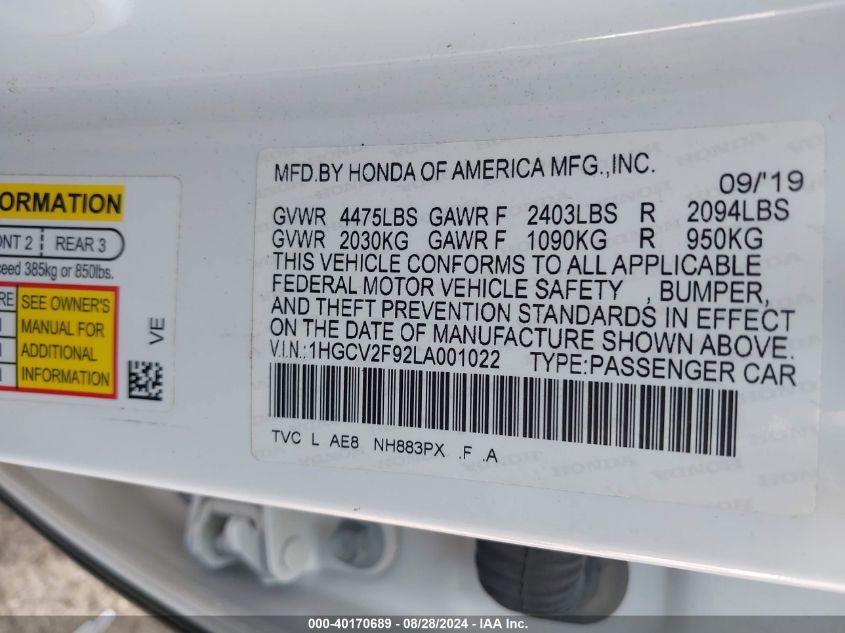 MFD.BY HONDA OF AMERICA MFG.,INC.
09/'19
GVWR 4475LBS GAWR F 2403LBS R 2094LBS
GVWR 2030KG GAWR F 1090KG R 950KG
THIS VEHICLE CONFORMS TO ALL APPLICABLE
FEDERAL MOTOR VEHICLE SAFETY , BUMPER,
AND THEFT PREVENTION STANDARDS IN EFFECT
ON THE DATE OF MANUFACTURE SHOWN ABOVE.
V.I.N.:1HGCV2F92LA001022 TYPE:PASSENGER CAR
TVC L AE8 NH883PX .F .A
ORMATION
NT 2 REAR 3
ceed 385kg or 850lbs.
RE
SEE OWNER'S
MANUAL FOR
ADDITIONAL
INFORMATION
VE
000-40170689 / 08/28/2024 - IAA Inc.